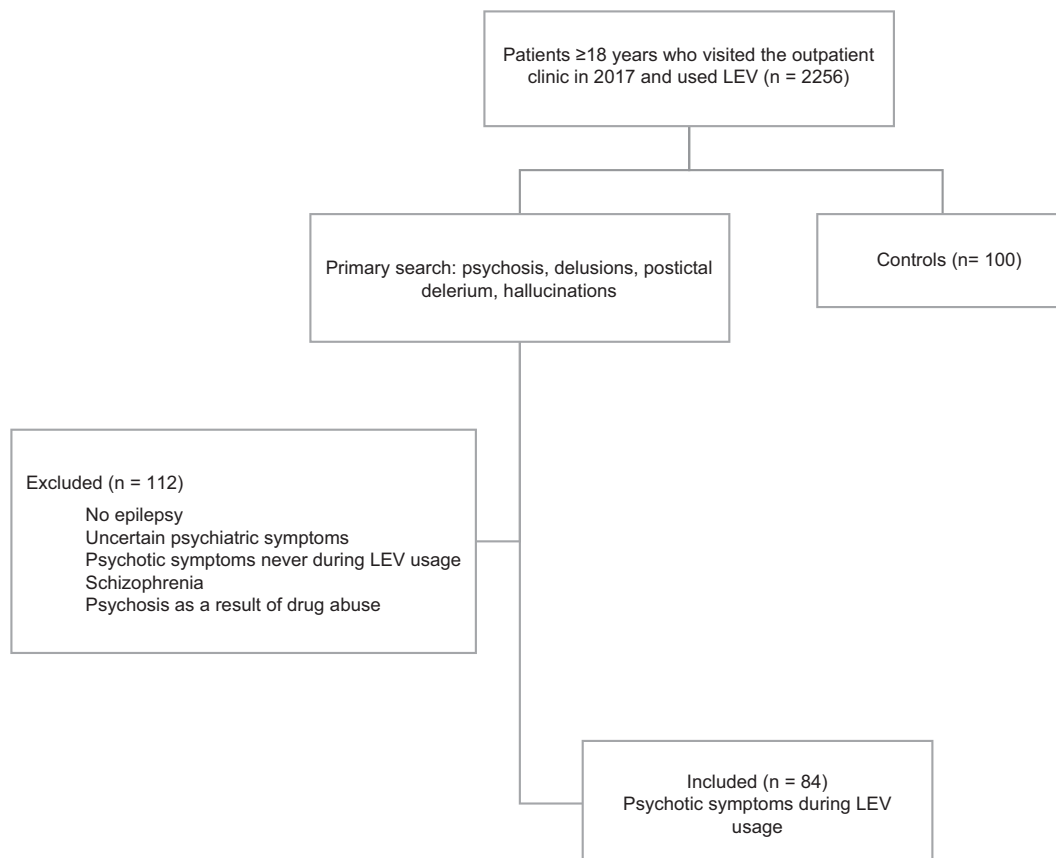 Patients ≥18 years who visited the outpatient
clinic in 2017 and used LEV (n = 2256)
Primary search: psychosis, delusions, postictal
delerium, hallucinations
Controls (n= 100)
Excluded (n = 112)
No epilepsy
Uncertain psychiatric symptoms
Psychotic symptoms never during LEV usage
Schizophrenia
Psychosis as a result of drug abuse
Included (n = 84)
Psychotic symptoms during LEV
usage